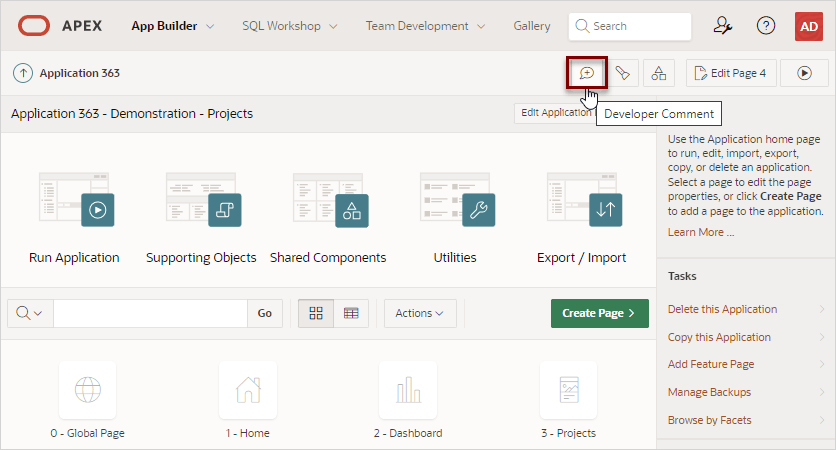 APEX
App Builder
SQL Workshop
Team Development
Gallery
Search
AD
Application 363
Edit Page 4
Application 363 - Demonstration - Projects
Edit Application
Developer Comment
Run Application
Supporting Objects
Shared Components
Utilities
Export / Import
Go
Actions
Create Page
0 - Global Page
1 - Home
2 - Dashboard
3 - Projects
Use the Application home page
to run, edit, import, export,
copy, or delete an application.
Select a page to edit the page
properties, or click Create Page
to add a page to the application.
Learn More ...
Tasks
Delete this Application
Copy this Application
Add Feature Page
Manage Backups
Browse by Facets